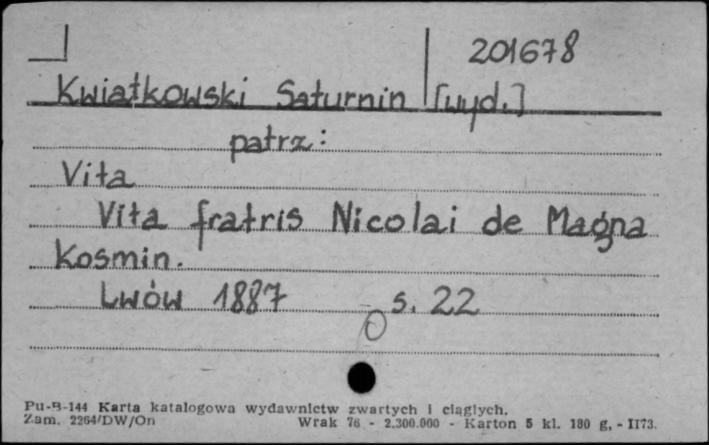 201678
Kwiatkowski Saturnin [wyd.]
patrz:
Vita
Vita fratris Nicolai de Magna
Kosmin.
Lwów 1887 s. 22
Pu-B-144 Karta katalogowa wydawnictw zwartych i ciągłych.
Zam. 2264/DW/On Wrak 76 - 2.300.000 - Karton 5 kl. 180 g. - II73.